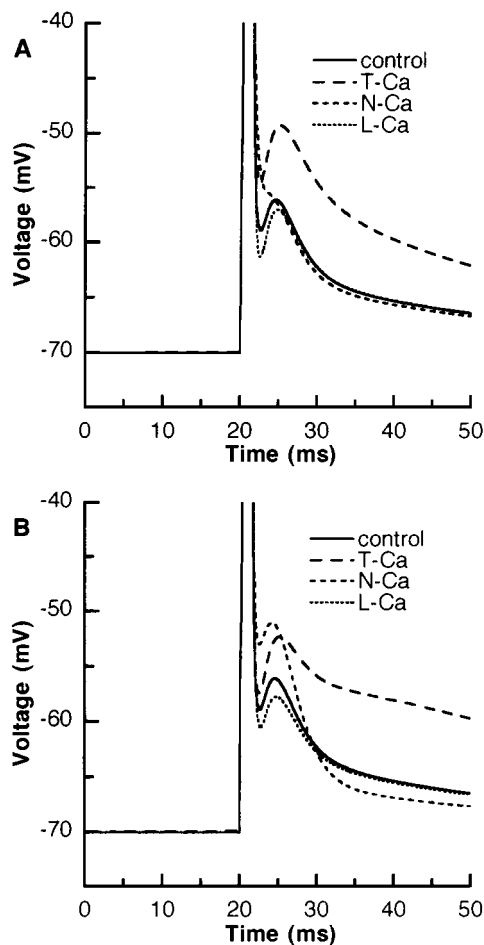 A
-40
-50
-60
-70
Voltage (mV)
control
T-Ca
N-Ca
L-Ca
0 10 20 30 40 50
Time (ms)
B
-40
-50
-60
-70
Voltage (mV)
control
T-Ca
N-Ca
L-Ca
0 10 20 30 40 50
Time (ms)